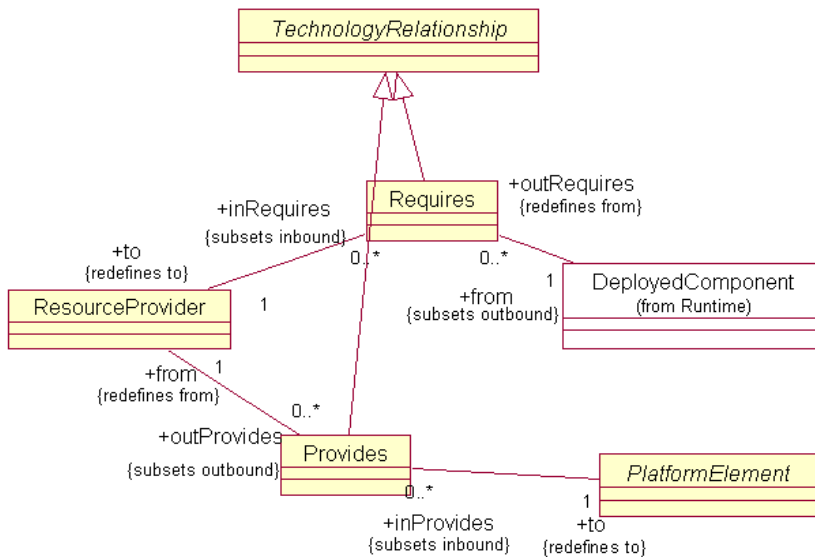 TechnologyRelationship
Requires
+outRequires
{redefines from}
+inRequires
{subsets inbound}
+to
{redefines to}
0..*
0..*
DeployedComponent
(from Runtime)
1
+from
{subsets outbound}
ResourceProvider
1
1
+from
{redefines from}
0..*
+outProvides
{subsets outbound}
Provides
PlatformElement
0..*
1
+inProvides
{subsets inbound}
+to
{redefines to}